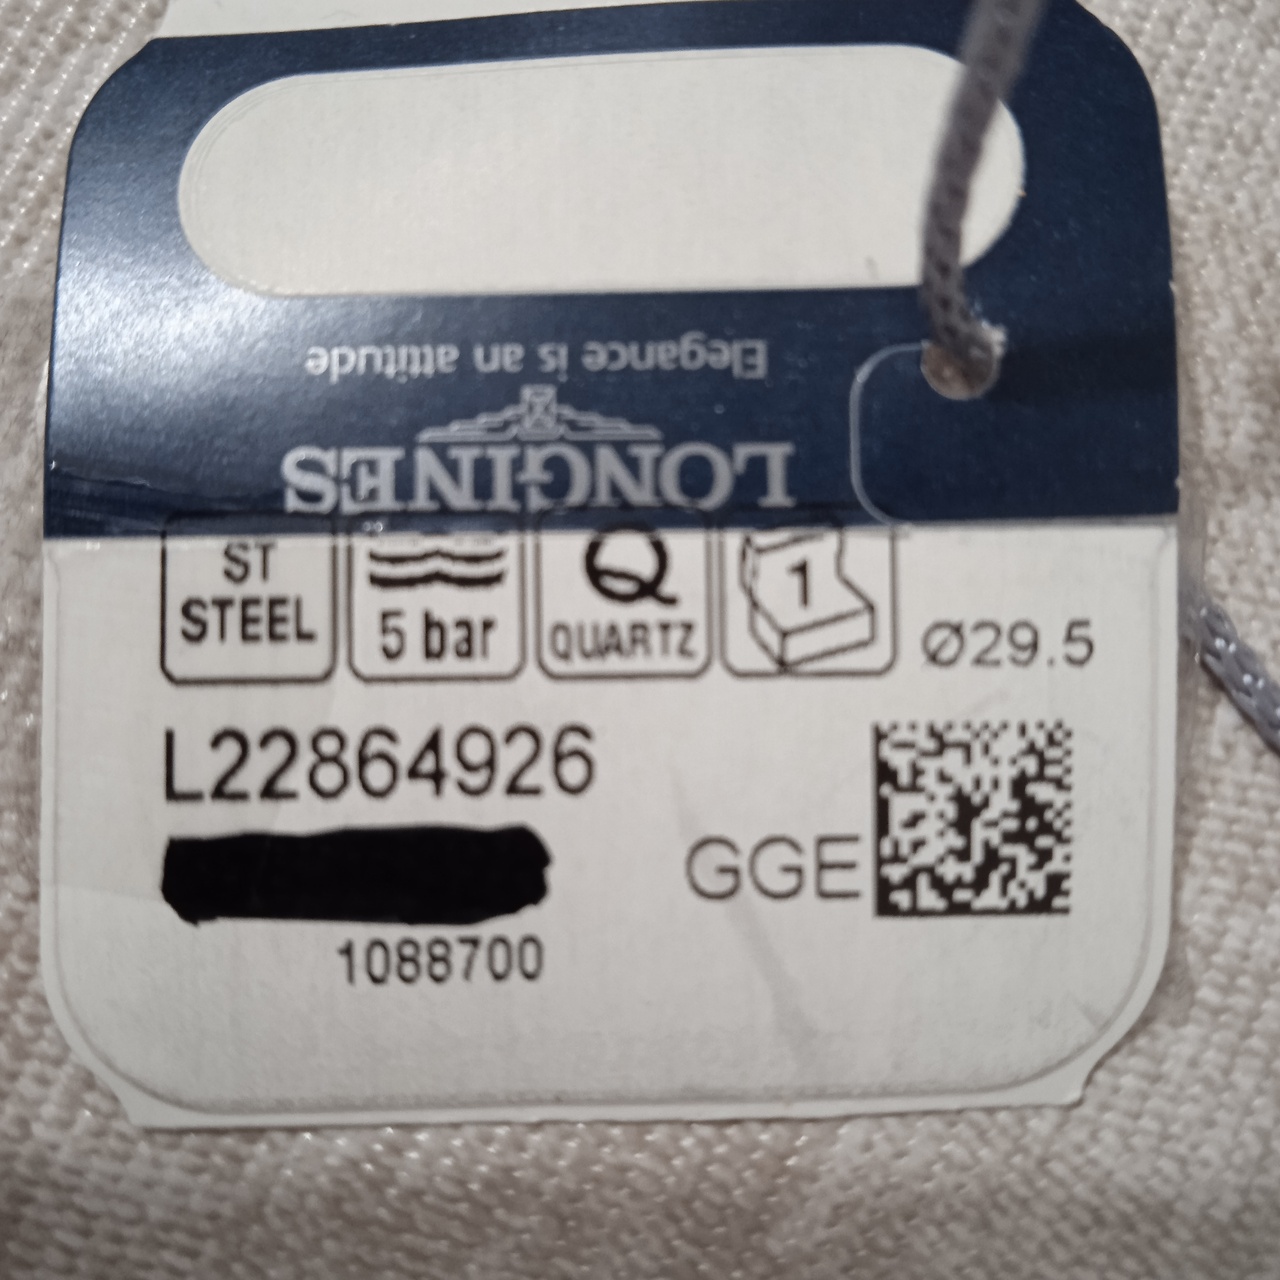 Elegance is an attitude
LONGINES
ST STEEL
5 bar
Q QUARTZ
1
Ø29.5
L22864926
GGE
1088700